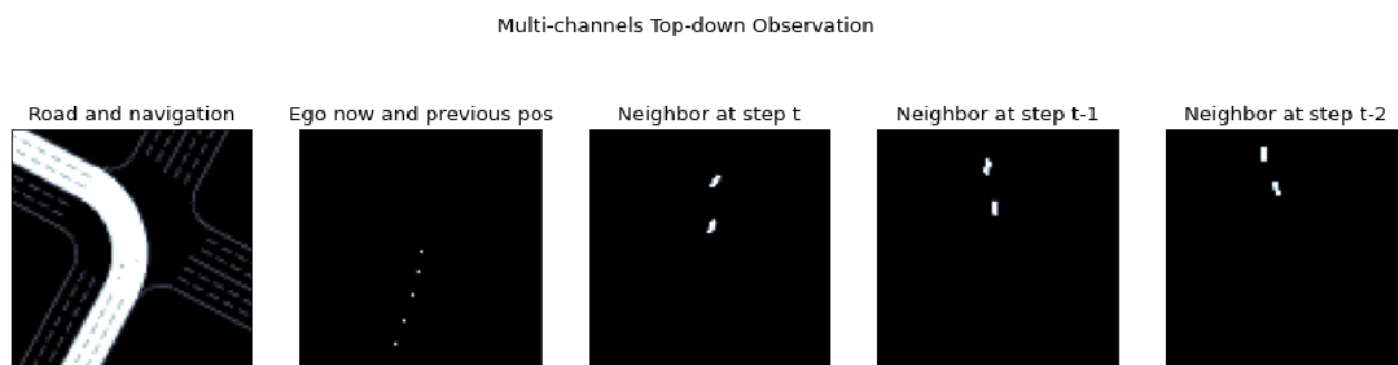 Multi-channels Top-down Observation
Road and navigation
Ego now and previous pos
Neighbor at step t
Neighbor at step t-1
Neighbor at step t-2